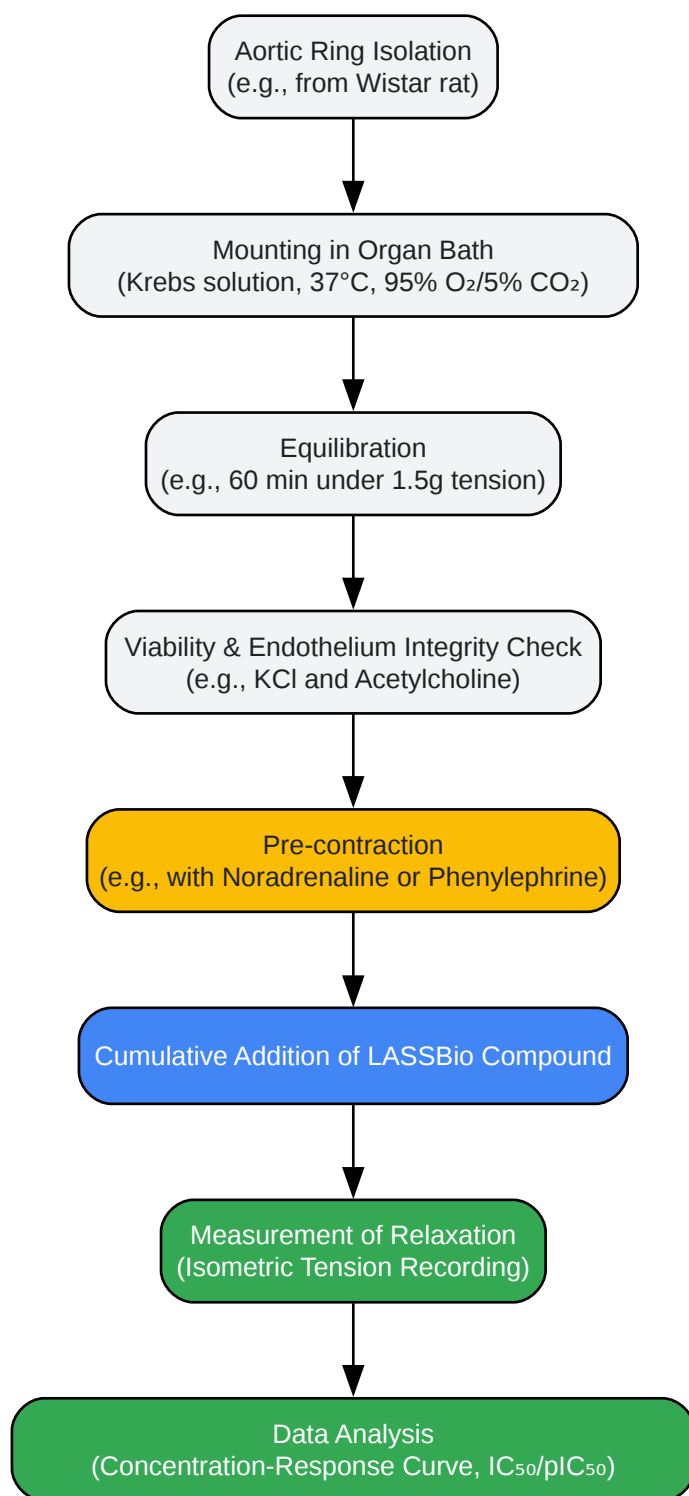 Aortic Ring Isolation
(e.g., from Wistar rat)
Mounting in Organ Bath
(Krebs solution, 37°C, 95% O₂/5% CO₂)
Equilibration
(e.g., 60 min under 1.5g tension)
Viability & Endothelium Integrity Check
(e.g., KCl and Acetylcholine)
Pre-contraction
(e.g., with Noradrenaline or Phenylephrine)
Cumulative Addition of LASSBio Compound
Measurement of Relaxation
(Isometric Tension Recording)
Data Analysis
(Concentration-Response Curve, IC₅₀/pIC₅₀)